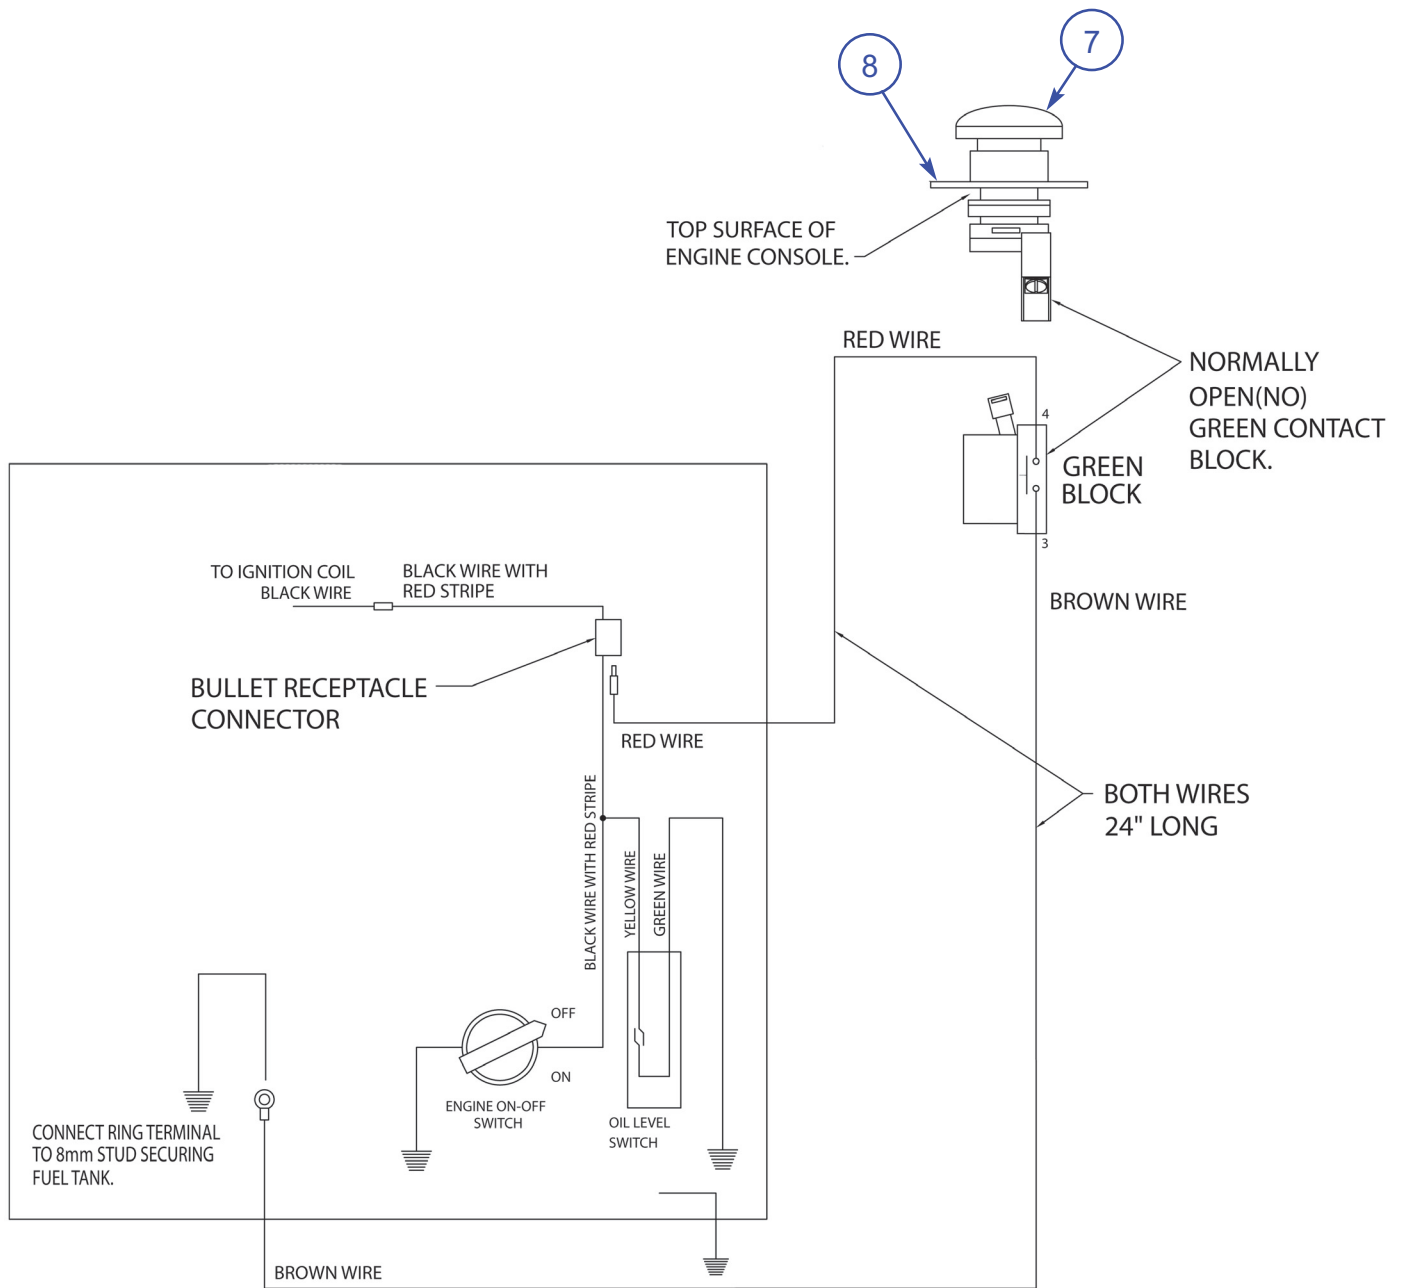 7
8
TOP SURFACE OF
ENGINE CONSOLE.
RED WIRE
NORMALLY
OPEN(NO)
GREEN CONTACT
BLOCK.
4
GREEN
BLOCK
3
BROWN WIRE
TO IGNITION COIL
BLACK WIRE
BLACK WIRE WITH
RED STRIPE
BULLET RECEPTACLE
CONNECTOR
RED WIRE
BOTH WIRES
24" LONG
BLACK WIRE WITH RED STRIPE
YELLOW WIRE
GREEN WIRE
OFF
ON
ENGINE ON-OFF
SWITCH
OIL LEVEL
SWITCH
CONNECT RING TERMINAL
TO 8mm STUD SECURING
FUEL TANK.
BROWN WIRE